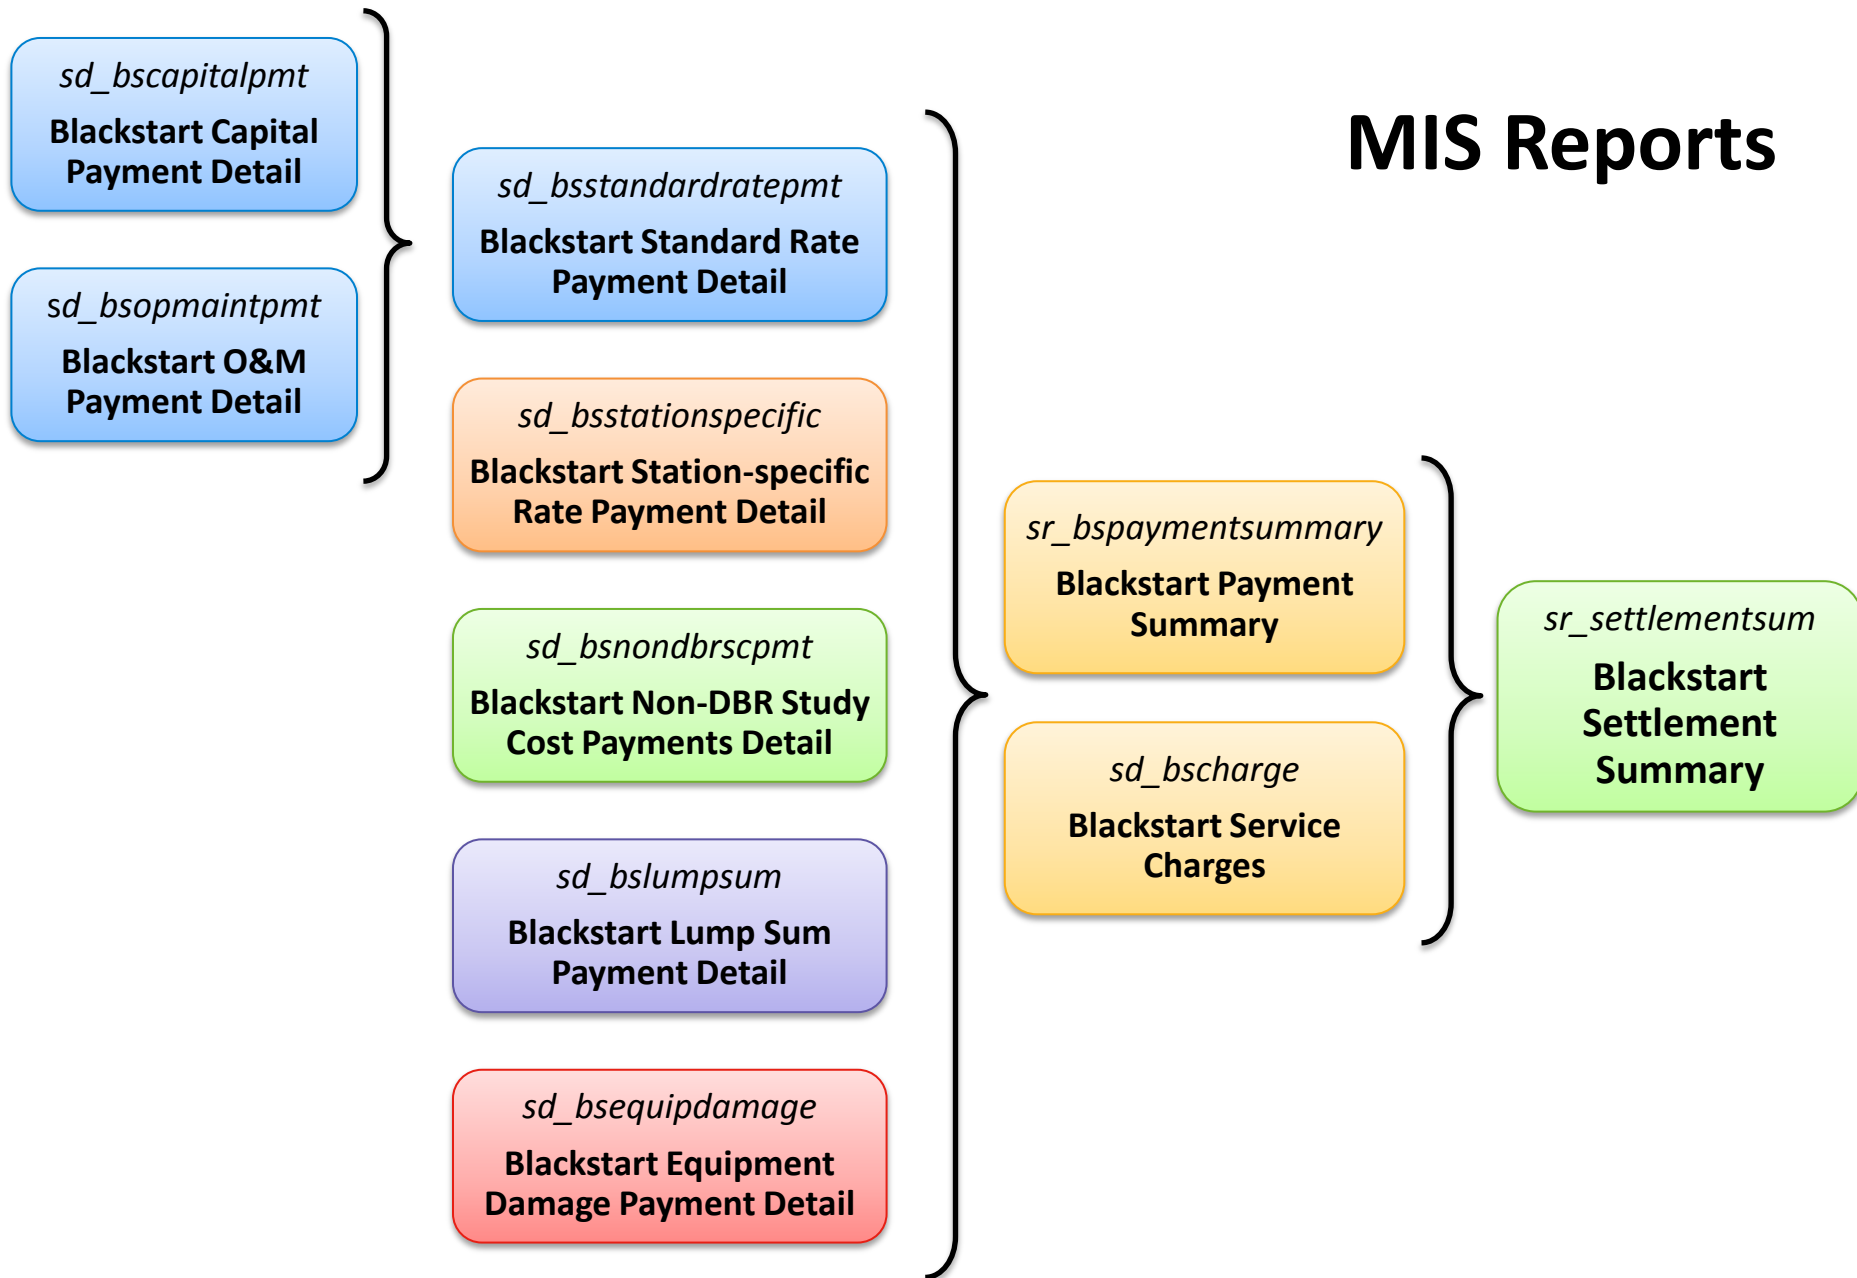 MIS Reports
sd_bscapitalpmt
Blackstart Capital
Payment Detail
sd_bsopmaintpmt
Blackstart O&M
Payment Detail
sd_bsstandardratepmt
Blackstart Standard Rate
Payment Detail
sd_bsstationspecific
Blackstart Station-specific
Rate Payment Detail
sd_bsnondbrscpmt
Blackstart Non-DBR Study
Cost Payments Detail
sd_bslumpsum
Blackstart Lump Sum
Payment Detail
sd_bsequipdamage
Blackstart Equipment
Damage Payment Detail
sr_bspaymentsummary
Blackstart Payment
Summary
sd_bscharge
Blackstart Service
Charges
sr_settlementsum
Blackstart
Settlement
Summary